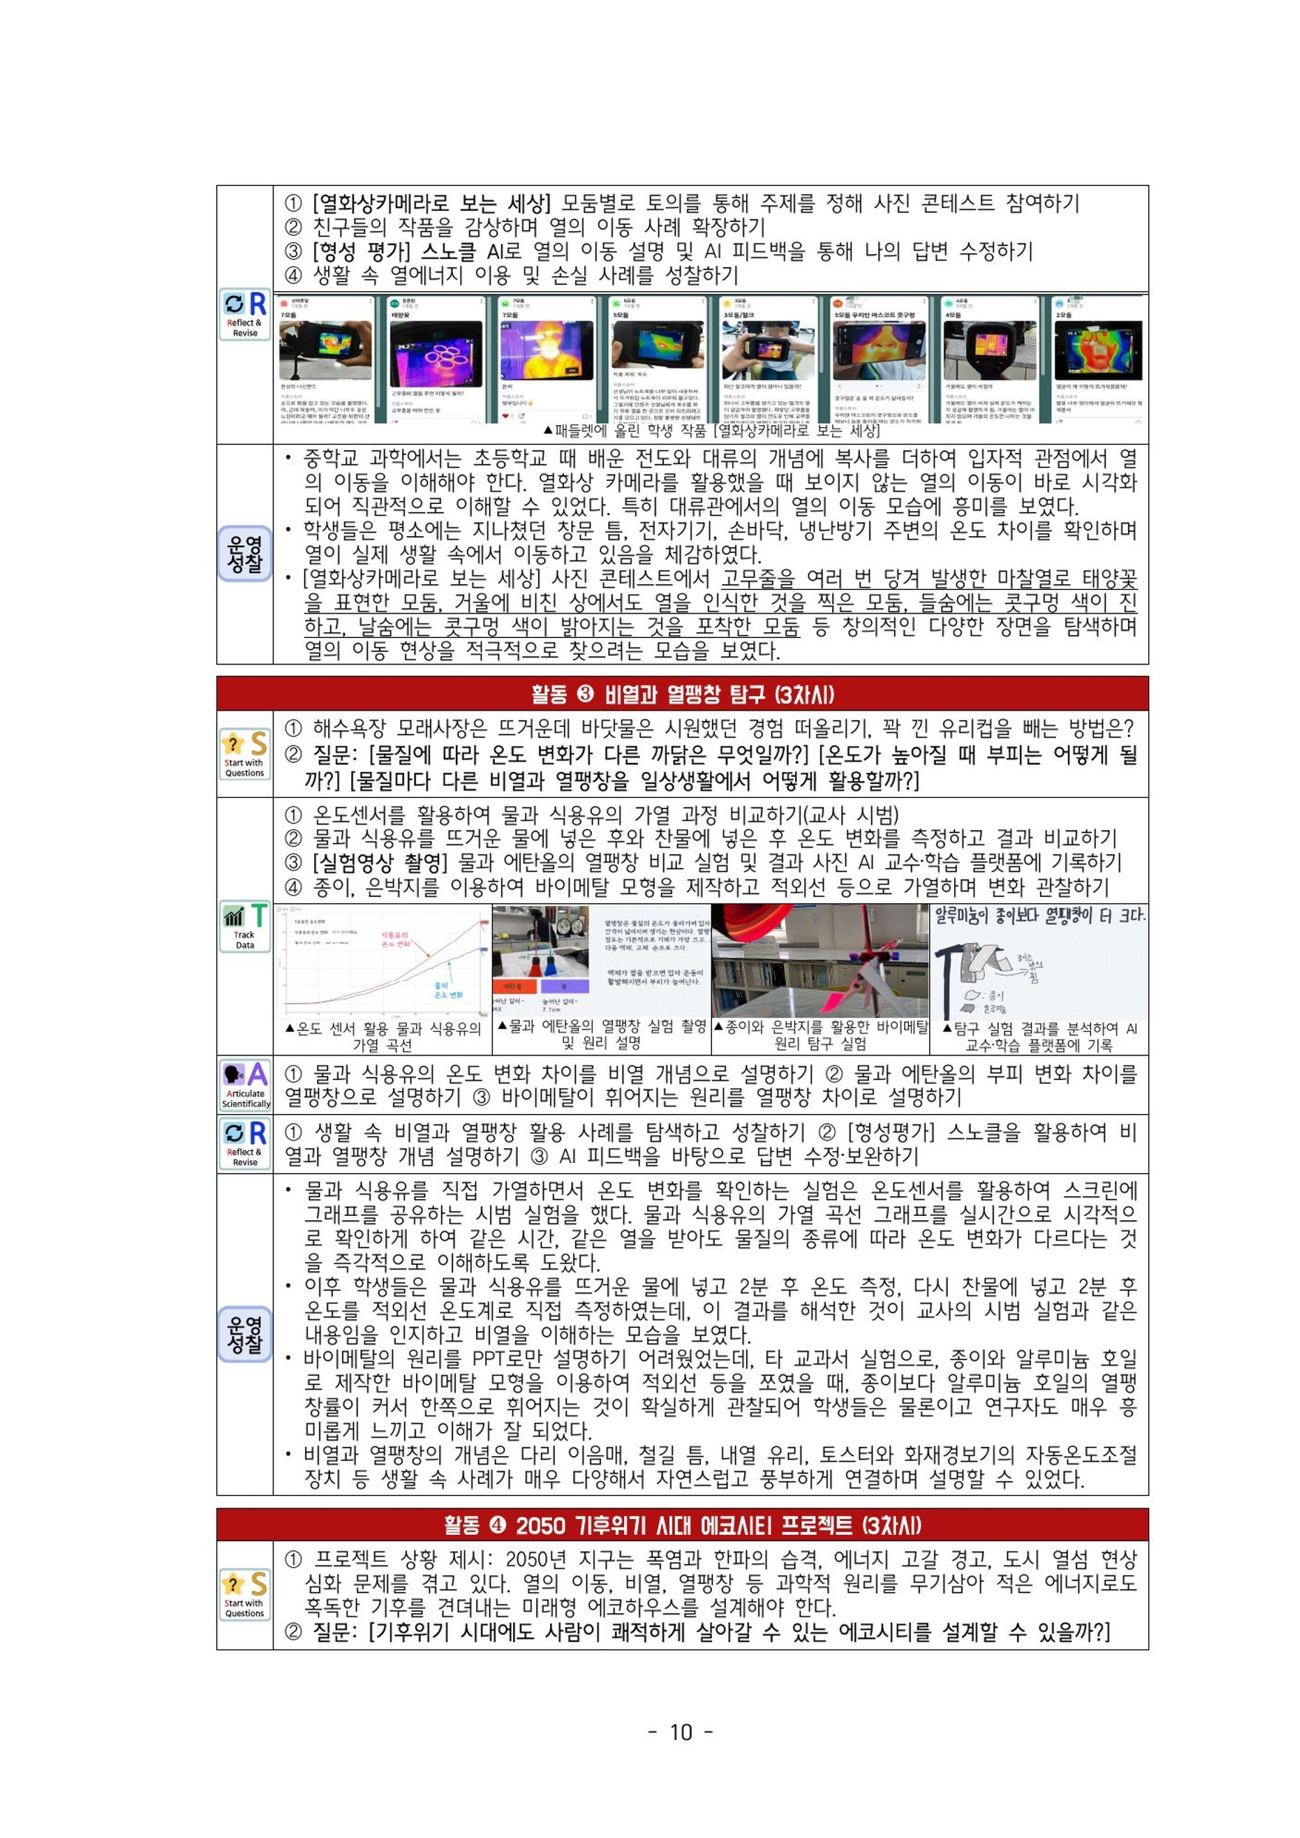 ① [열화상카메라로 보는 세상] 모둠별로 토의를 통해 주제를 정해 사진 콘테스트 참여하기
② 친구들의 작품을 감상하며 열의 이동 사례 확장하기
③ [형성 평가] 스노클 AI로 열의 이동 설명 및 AI 피드백을 통해 나의 답변 수정하기
④ 생활 속 열에너지 이용 및 손실 사례를 성찰하기
R
Reflect &
Revise
7모둠
태양꽃
7모둠
5모둠
3모둠/혈크
5모둠 우리반 마스코트 콧구멍
4모둠
2모둠
▲패들렛에 올린 학생 작품 [열화상카메라로 보는 세상]
운영
성찰
• 중학교 과학에서는 초등학교 때 배운 전도와 대류의 개념에 복사를 더하여 입자적 관점에서 열
의 이동을 이해해야 한다. 열화상 카메라를 활용했을 때 보이지 않는 열의 이동이 바로 시각화
되어 직관적으로 이해할 수 있었다. 특히 대류관에서의 열의 이동 모습에 흥미를 보였다.
• 학생들은 평소에는 지나쳤던 창문 틈, 전자기기, 손바닥, 냉난방기 주변의 온도 차이를 확인하며
열이 실제 생활 속에서 이동하고 있음을 체감하였다.
• [열화상카메라로 보는 세상] 사진 콘테스트에서 고무줄을 여러 번 당겨 발생한 마찰열로 태양꽃
을 표현한 모둠, 거울에 비친 상에서도 열을 인식한 것을 찍은 모둠, 들숨에는 콧구멍 색이 진
하고, 날숨에는 콧구멍 색이 밝아지는 것을 포착한 모둠 등 창의적인 다양한 장면을 탐색하며
열의 이동 현상을 적극적으로 찾으려는 모습을 보였다.
활동 ❸ 비열과 열팽창 탐구 (3차시)
? S
Start with
Questions
① 해수욕장 모래사장은 뜨거운데 바닷물은 시원했던 경험 떠올리기, 꽉 낀 유리컵을 빼는 방법은?
② 질문: [물질에 따라 온도 변화가 다른 까닭은 무엇일까?] [온도가 높아질 때 부피는 어떻게 될
까?] [물질마다 다른 비열과 열팽창을 일상생활에서 어떻게 활용할까?]
T
Track
Data
① 온도센서를 활용하여 물과 식용유의 가열 과정 비교하기(교사 시범)
② 물과 식용유를 뜨거운 물에 넣은 후와 찬물에 넣은 후 온도 변화를 측정하고 결과 비교하기
③ [실험영상 촬영] 물과 에탄올의 열팽창 비교 실험 및 결과 사진 AI 교수·학습 플랫폼에 기록하기
④ 종이, 은박지를 이용하여 바이메탈 모형을 제작하고 적외선 등으로 가열하며 변화 관찰하기
식용유의
온도 변화
물의
온도 변화
액체가 열을 받으면 입자 운동이
활발해지면서 부피가 늘어난다.
에탄올
물
늘어난 길이-
7.1cm
알루미늄이 종이보다 열팽창이 더 크다.
: 종이
▲온도 센서 활용 물과 식용유의
가열 곡선
▲물과 에탄올의 열팽창 실험 촬영
및 원리 설명
▲종이와 은박지를 활용한 바이메탈
원리 탐구 실험
▲탐구 실험 결과를 분석하여 AI
교수·학습 플랫폼에 기록
A
Articulate
Scientifically
① 물과 식용유의 온도 변화 차이를 비열 개념으로 설명하기 ② 물과 에탄올의 부피 변화 차이를
열팽창으로 설명하기 ③ 바이메탈이 휘어지는 원리를 열팽창 차이로 설명하기
R
Reflect &
Revise
① 생활 속 비열과 열팽창 활용 사례를 탐색하고 성찰하기 ② [형성평가] 스노클을 활용하여 비
열과 열팽창 개념 설명하기 ③ AI 피드백을 바탕으로 답변 수정·보완하기
운영
성찰
• 물과 식용유를 직접 가열하면서 온도 변화를 확인하는 실험은 온도센서를 활용하여 스크린에
그래프를 공유하는 시범 실험을 했다. 물과 식용유의 가열 곡선 그래프를 실시간으로 시각적으
로 확인하게 하여 같은 시간, 같은 열을 받아도 물질의 종류에 따라 온도 변화가 다르다는 것
을 즉각적으로 이해하도록 도왔다.
• 이후 학생들은 물과 식용유를 뜨거운 물에 넣고 2분 후 온도 측정, 다시 찬물에 넣고 2분 후
온도를 적외선 온도계로 직접 측정하였는데, 이 결과를 해석한 것이 교사의 시범 실험과 같은
내용임을 인지하고 비열을 이해하는 모습을 보였다.
• 바이메탈의 원리를 PPT로만 설명하기 어려웠었는데, 타 교과서 실험으로, 종이와 알루미늄 호일
로 제작한 바이메탈 모형을 이용하여 적외선 등을 쪼였을 때, 종이보다 알루미늄 호일의 열팽
창률이 커서 한쪽으로 휘어지는 것이 확실하게 관찰되어 학생들은 물론이고 연구자도 매우 흥
미롭게 느끼고 이해가 잘 되었다.
• 비열과 열팽창의 개념은 다리 이음매, 철길 틈, 내열 유리, 토스터와 화재경보기의 자동온도조절
장치 등 생활 속 사례가 매우 다양해서 자연스럽고 풍부하게 연결하며 설명할 수 있었다.
활동 ❹ 2050 기후위기 시대 에코시티 프로젝트 (3차시)
? S
Start with
Questions
① 프로젝트 상황 제시: 2050년 지구는 폭염과 한파의 습격, 에너지 고갈 경고, 도시 열섬 현상
심화 문제를 겪고 있다. 열의 이동, 비열, 열팽창 등 과학적 원리를 무기삼아 적은 에너지로도
혹독한 기후를 견뎌내는 미래형 에코하우스를 설계해야 한다.
② 질문: [기후위기 시대에도 사람이 쾌적하게 살아갈 수 있는 에코시티를 설계할 수 있을까?]
- 10 -